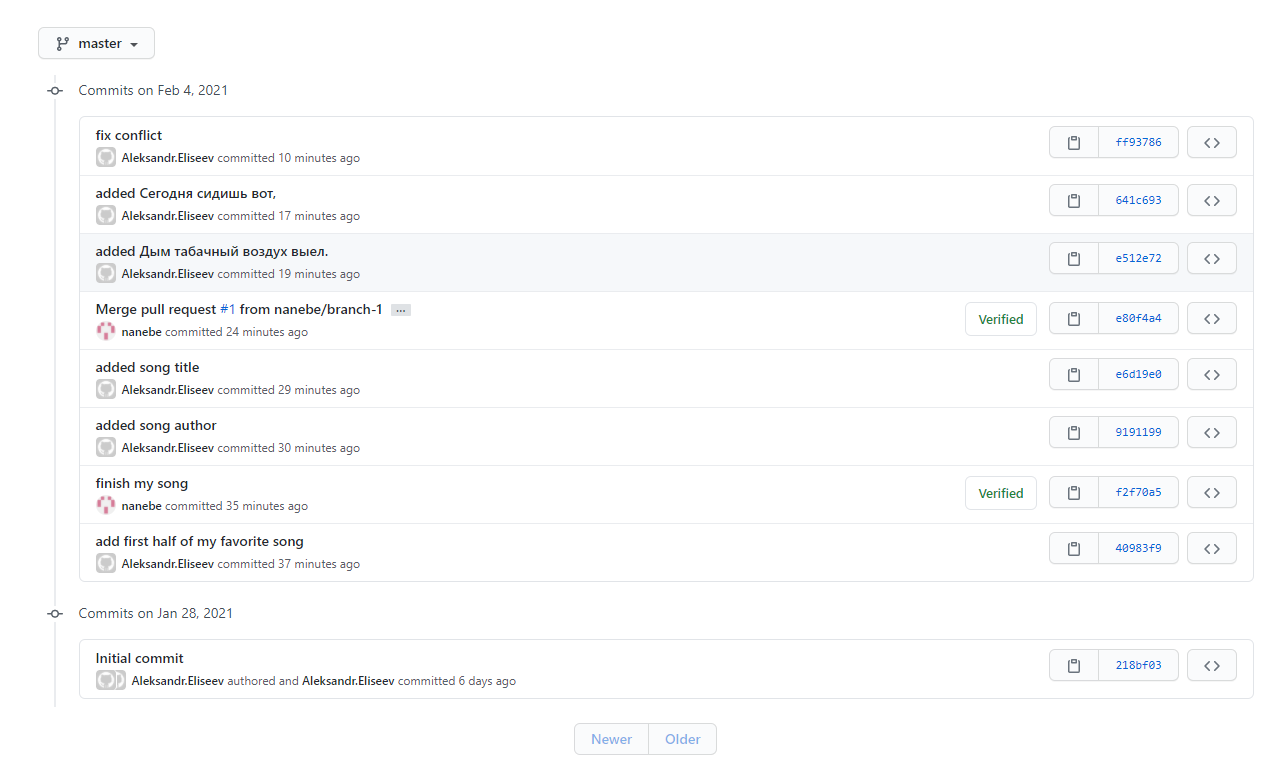 master
Commits on Feb 4, 2021
fix conflict
ff93786
Aleksandr.Eliseev committed 10 minutes ago
added Сегодня сидишь вот,
641c693
Aleksandr.Eliseev committed 17 minutes ago
added Дым табачный воздух выел.
e512e72
Aleksandr.Eliseev committed 19 minutes ago
Merge pull request #1 from nanebe/branch-1 ...
Verified e80f4a4
nanebe committed 24 minutes ago
added song title
e6d19e0
Aleksandr.Eliseev committed 29 minutes ago
added song author
9191199
Aleksandr.Eliseev committed 30 minutes ago
finish my song
Verified f2f70a5
nanebe committed 35 minutes ago
add first half of my favorite song
40983f9
Aleksandr.Eliseev committed 37 minutes ago
Commits on Jan 28, 2021
Initial commit
218bf03
Aleksandr.Eliseev authored and Aleksandr.Eliseev committed 6 days ago
Newer Older